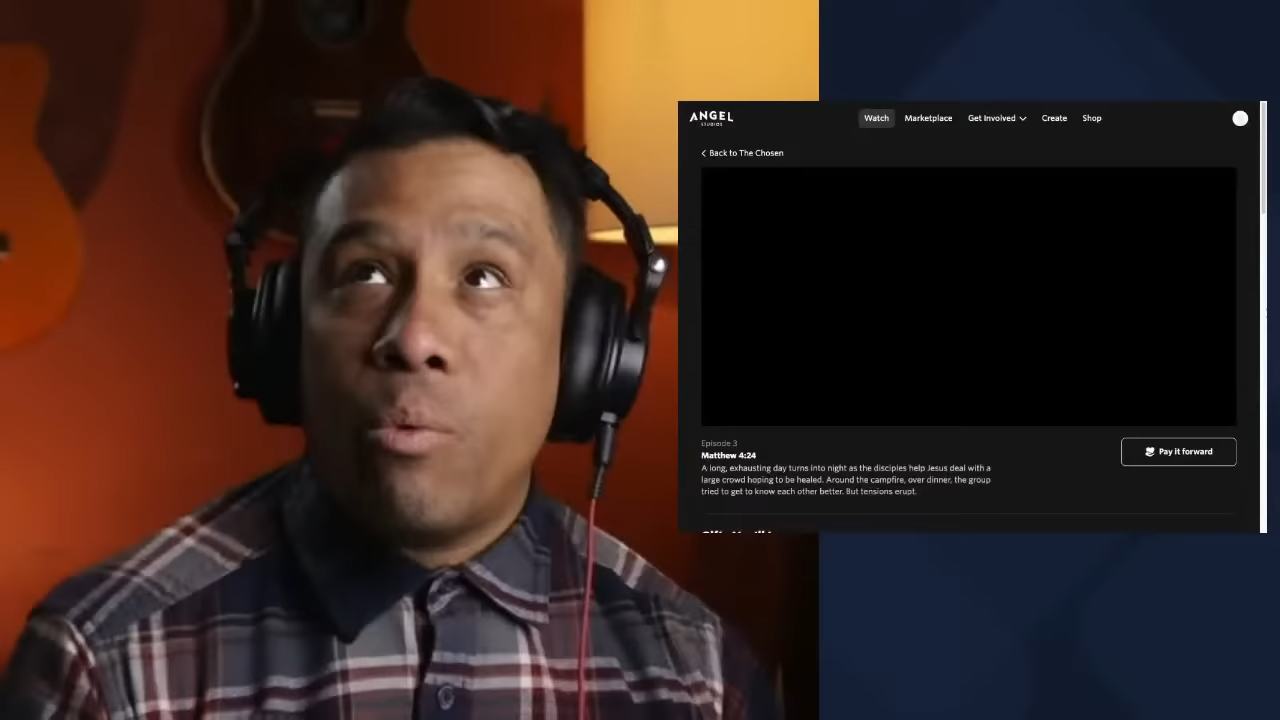 ANGEL
STUDIOS
Watch
Marketplace
Get Involved
Create
Shop
Back to The Chosen
Episode 3
Matthew 4:24
A long, exhausting day turns into night as the disciples help Jesus deal with a
large crowd hoping to be healed. Around the campfire, over dinner, the group
tried to get to know each other better. But tensions erupt.
Pay it forward